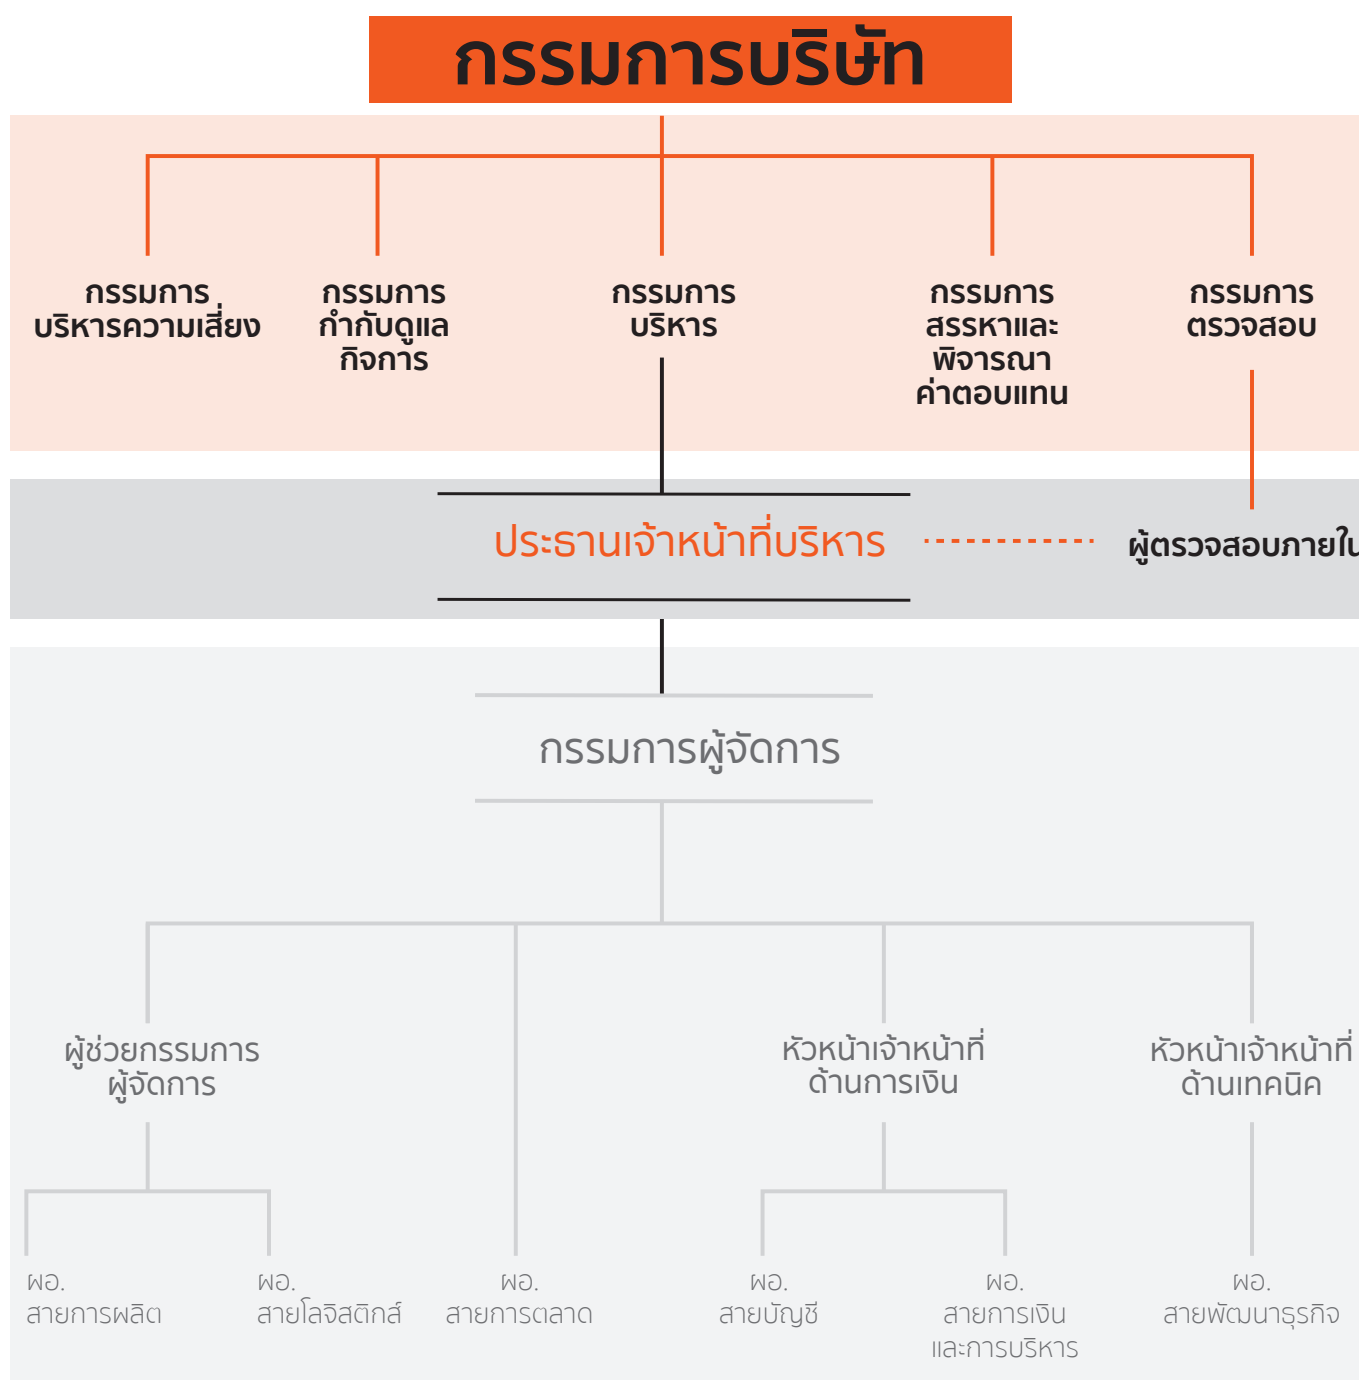 กรรมการบริษัท
กรรมการ
บริหารความเสี่ยง
กรรมการ
กำกับดูแล
กิจการ
กรรมการ
บริหาร
กรรมการ
สรรหาและ
พิจารณา
ค่าตอบแทน
กรรมการ
ตรวจสอบ
ประธานเจ้าหน้าที่บริหาร
ผู้ตรวจสอบภายใน
กรรมการผู้จัดการ
ผู้ช่วยกรรมการ
ผู้จัดการ
หัวหน้าเจ้าหน้าที่
ด้านการเงิน
หัวหน้าเจ้าหน้าที่
ด้านเทคนิค
ผอ.
สายการผลิต
ผอ.
สายโลจิสติกส์
ผอ.
สายการตลาด
ผอ.
สายบัญชี
ผอ.
สายการเงิน
และการบริหาร
ผอ.
สายพัฒนาธุรกิจ